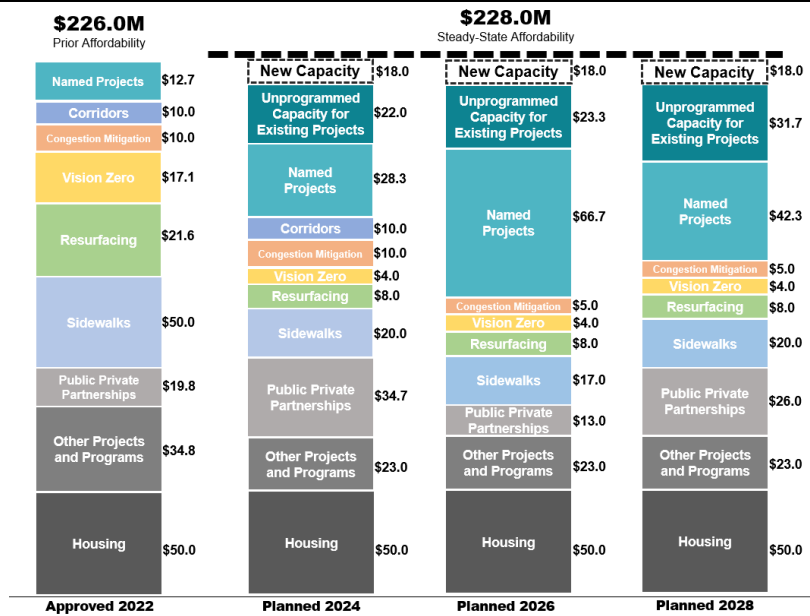 $226.0M
Prior Affordability
$228.0M
Steady-State Affordability
Named Projects $12.7
Corridors $10.0
Congestion Mitigation $10.0
Vision Zero $17.1
Resurfacing $21.6
Sidewalks $50.0
Public Private
Partnerships $19.8
Other Projects
and Programs $34.8
Housing $50.0
Approved 2022
New Capacity $18.0
Unprogrammed
Capacity for
Existing Projects $22.0
Named
Projects $28.3
Corridors $10.0
Congestion Mitigation $10.0
Vision Zero $4.0
Resurfacing $8.0
Sidewalks $20.0
Public Private
Partnerships $34.7
Other Projects
and Programs $23.0
Housing $50.0
Planned 2024
New Capacity $18.0
Unprogrammed
Capacity for
Existing Projects $23.3
Named
Projects $66.7
Congestion Mitigation $5.0
Vision Zero $4.0
Resurfacing $8.0
Sidewalks $17.0
Public Private
Partnerships $13.0
Other Projects
and Programs $23.0
Housing $50.0
Planned 2026
New Capacity $18.0
Unprogrammed
Capacity for
Existing Projects $31.7
Named
Projects $42.3
Congestion Mitigation $5.0
Vision Zero $4.0
Resurfacing $8.0
Sidewalks $20.0
Public Private
Partnerships $26.0
Other Projects
and Programs $23.0
Housing $50.0
Planned 2028